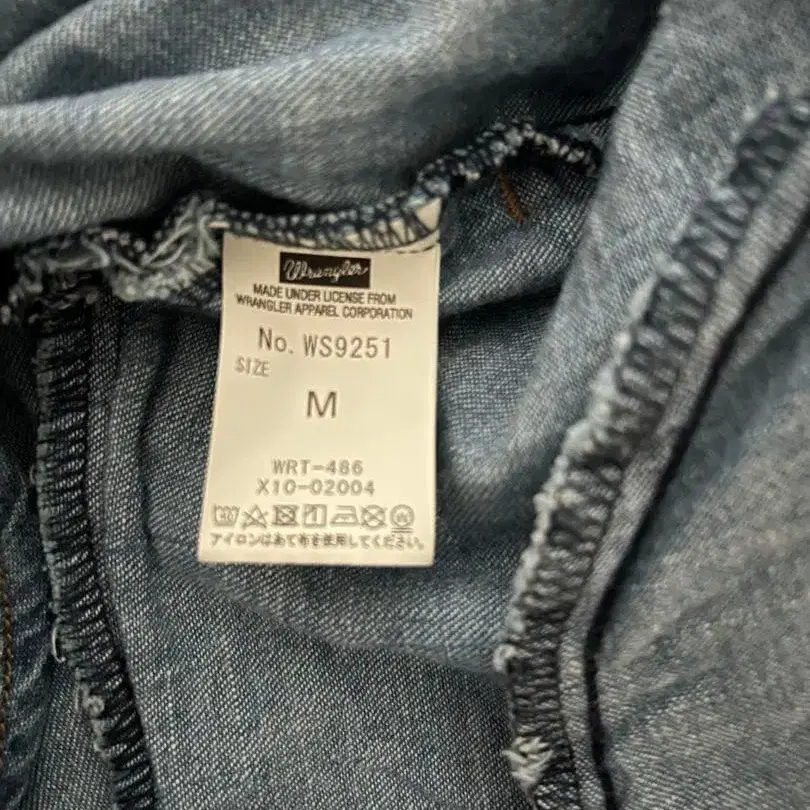 Wrangler
MADE UNDER LICENSE FROM
WRANGLER APPAREL CORPORATION
No. WS9251
SIZE
M
WRT-486
X10-02004
アイロンはあて布を使用してください。